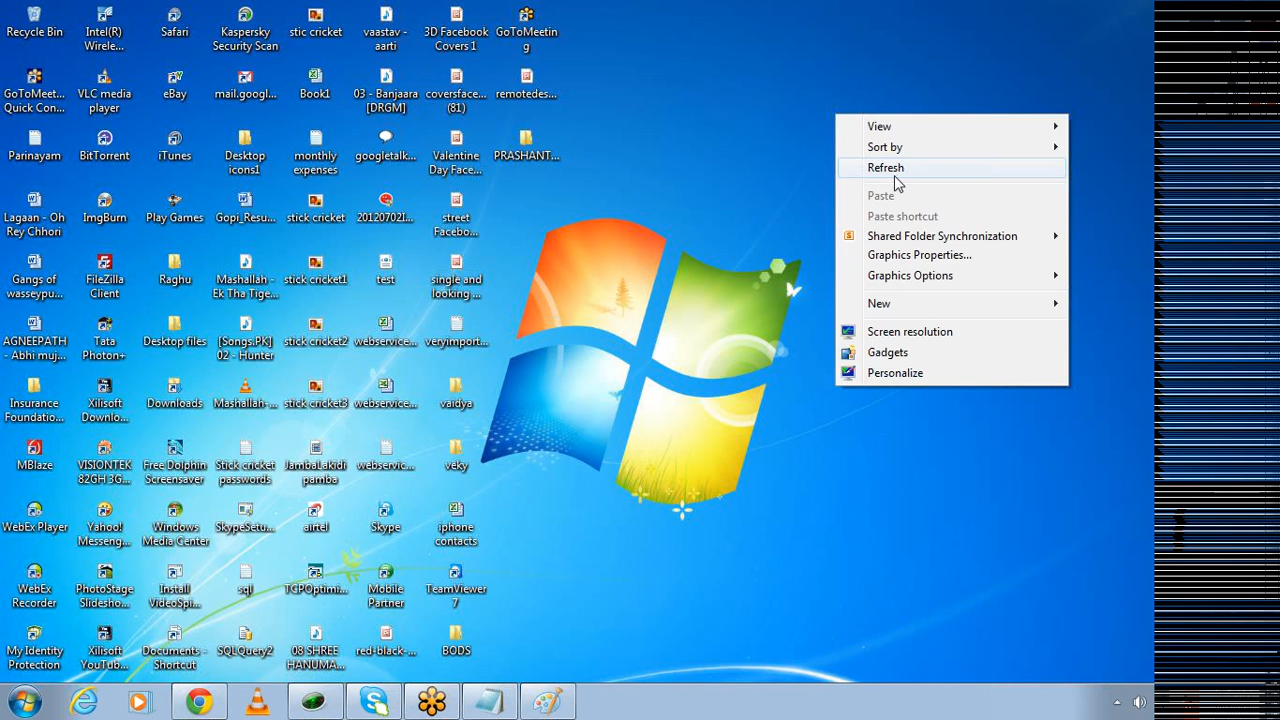 Recycle Bin
Intel(R)
Wirele...
Safari
Kaspersky
Security Scan
stic cricket
vaastav -
aarti
3D Facebook
Covers 1
GoToMeetin
g
GoToMeet...
Quick Con...
VLC media
player
eBay
mail.googl...
Book1
03 - Banjaara
[DRGM]
coversface...
(81)
remotedes...
Parinayam
BitTorrent
iTunes
Desktop
icons1
monthly
expenses
googletalk...
Valentine
Day Face...
PRASHANT...
Lagaan - Oh
Rey Chhori
ImgBurn
Play Games
Gopi_Resu...
stick cricket
20120702I...
street
Facebo...
Gangs of
wasseypu...
FileZilla
Client
Raghu
Mashallah -
Ek Tha Tige...
stick cricket1
test
single and
looking ...
AGNEEPATH
- Abhi muj...
Tata
Photon+
Desktop files
[Songs.PK]
02 - Hunter
stick cricket2
webservice...
veryimport...
Insurance
Foundatio...
Xilisoft
Downlo...
Downloads
Mashallah-...
stick cricket3
webservice...
vaidya
MBlaze
VISIONTEK
82GH 3G...
Free Dolphin
Screensaver
Stick cricket
passwords
JambaLakidi
pamba
webservic...
veky
WebEx Player
Yahoo!
Messeng...
Windows
Media Center
SkypeSetu...
airtel
Skype
iphone
contacts
WebEx
Recorder
PhotoStage
Slidesho...
Install
VideoSpi...
sql
TCPOptimi...
Mobile
Partner
TeamViewer
7
My Identity
Protection
Xilisoft
YouTub...
Documents -
Shortcut
SQLQuery2
08 SHREE
HANUMA...
red-black-...
BODS
View
Sort by
Refresh
Paste
Paste shortcut
Shared Folder Synchronization
Graphics Properties...
Graphics Options
New
Screen resolution
Gadgets
Personalize